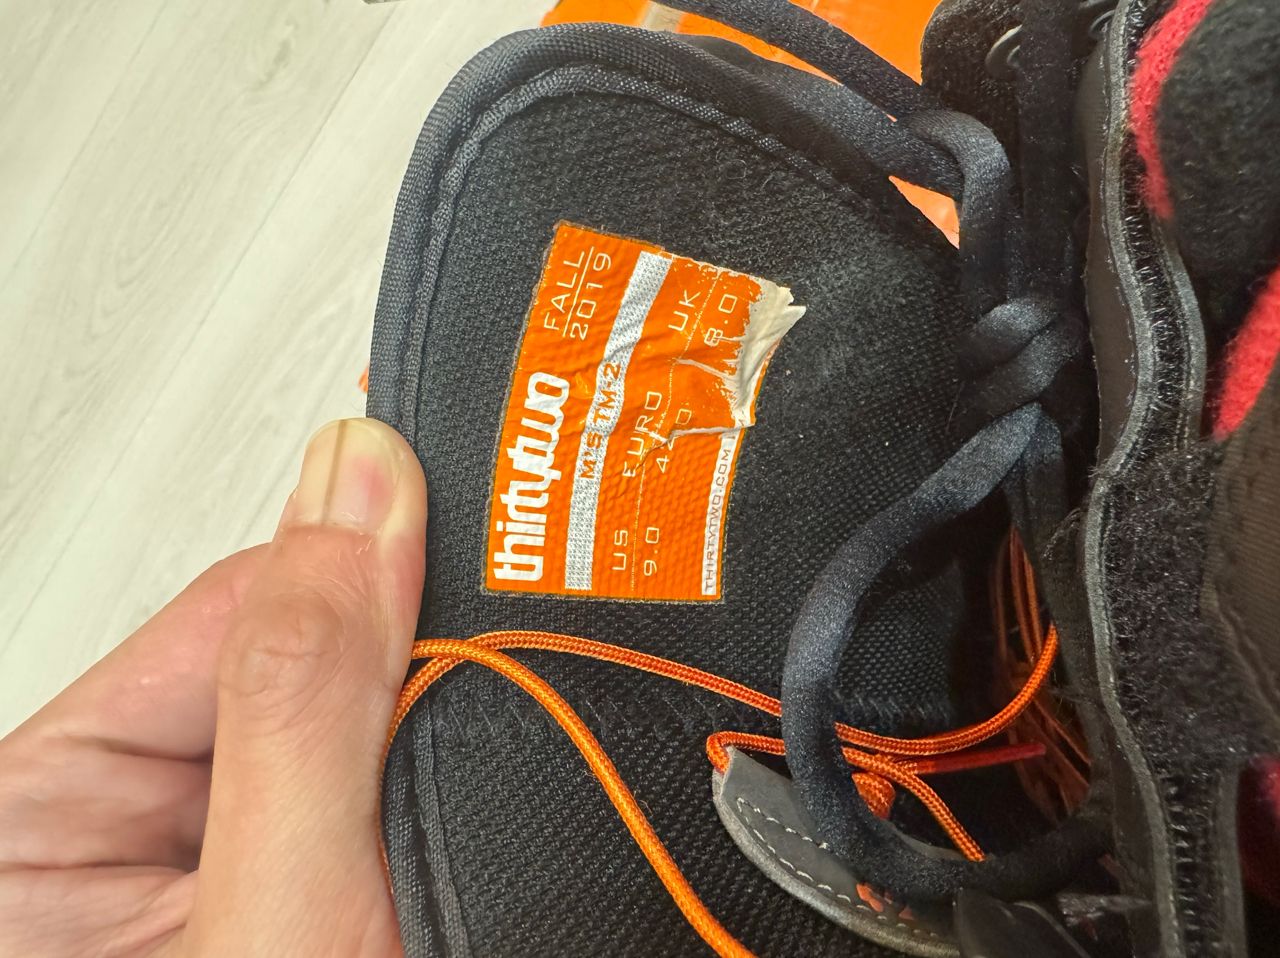 FALL
2019
thirtytwo
M'S TM-2
US EURO UK
9.0 8.0
THIRTYTWO.COM